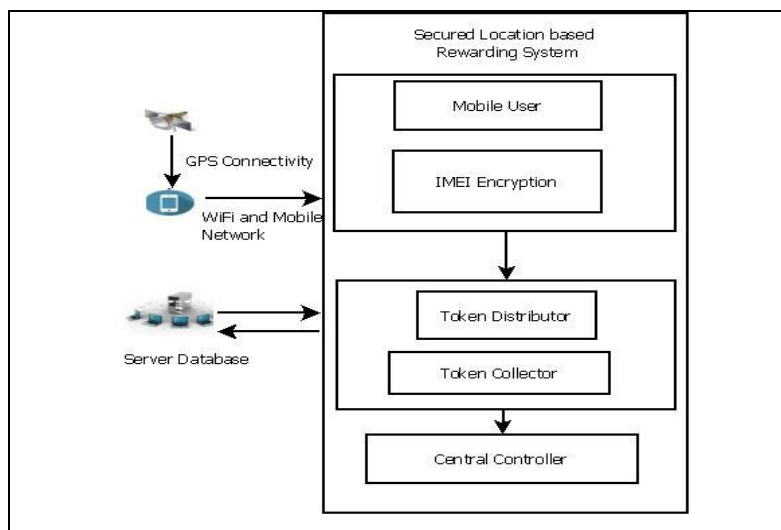 Secured Location based
Rewarding System
Mobile User
GPS Connectivity
IMEI Encryption
WiFi and Mobile
Network
Token Distributor
Server Database
Token Collector
Central Controller